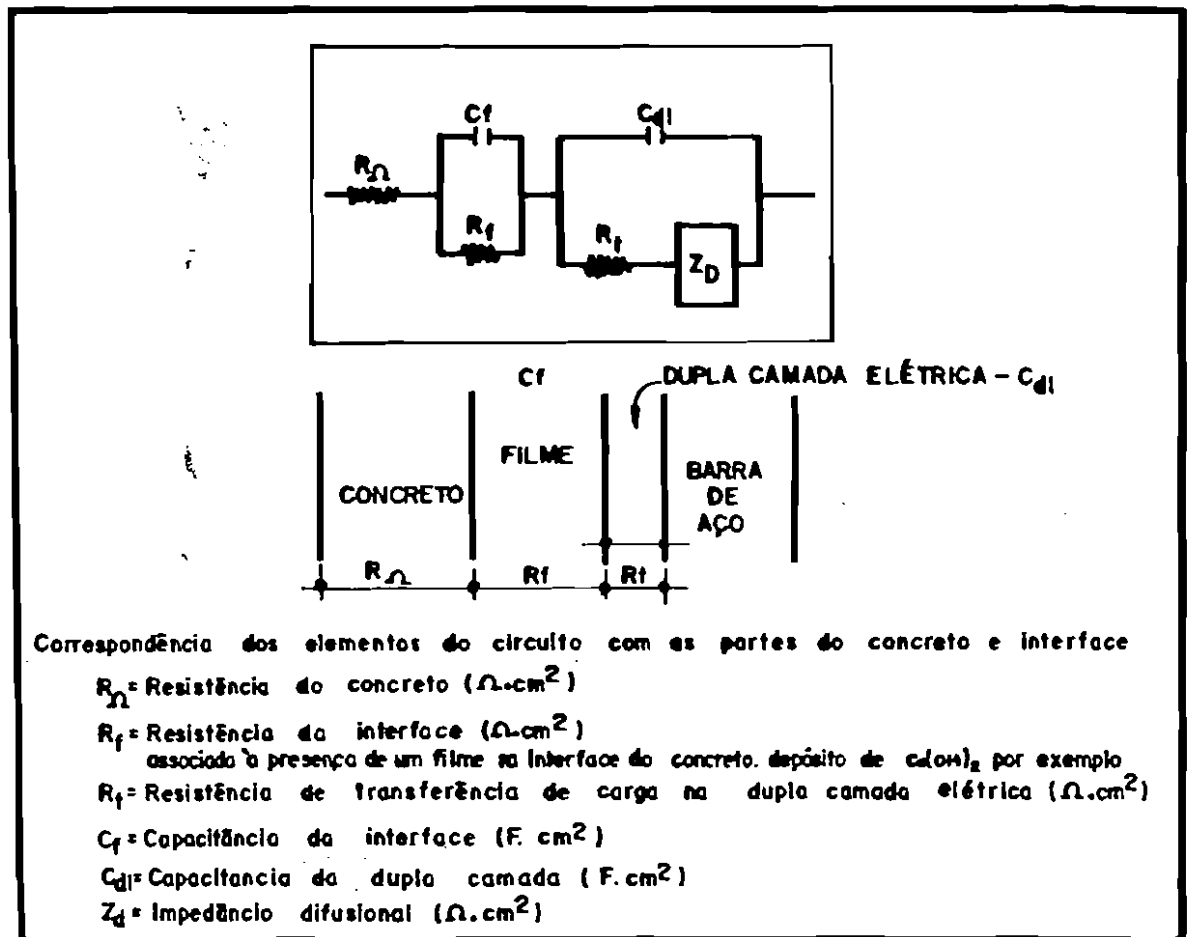 Cf
Cdl
RΩ
Rf
Rt
ZD
Cf
DUPLA CAMADA ELÉTRICA - Cdl
FILME
CONCRETO
BARRA
DE
AÇO
RΩ Rf Rt
Correspondência dos elementos do circuito com as partes do concreto e interface
RΩ = Resistência do concreto (Ω.cm²)
Rf = Resistência da interface (Ω.cm²)
associada à presença de um filme na interface do concreto. depósito de Ca(OH)₂ por exemplo
Rt = Resistência de transferência de carga na dupla camada elétrica (Ω.cm²)
Cf = Capacitância da interface (F. cm²)
Cdl = Capacitancia da dupla camada (F. cm²)
Zd = Impedância difusional (Ω.cm²)